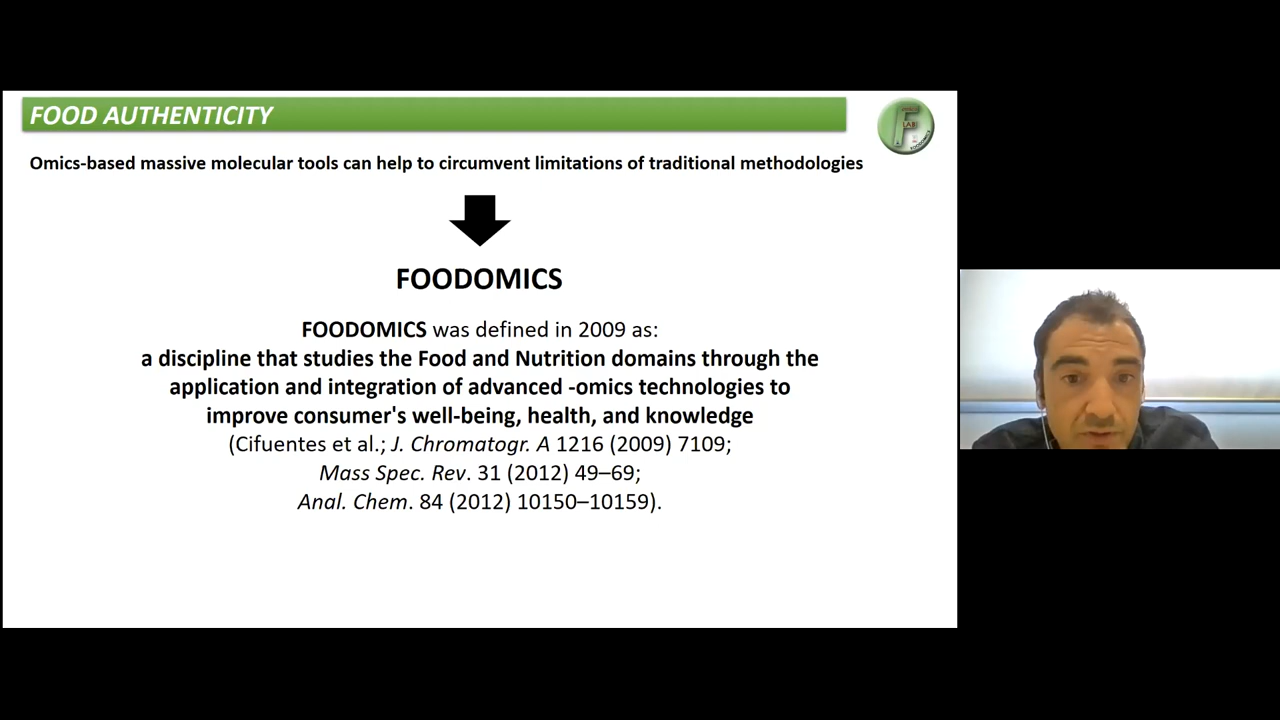 FOOD AUTHENTICITY
Omics-based massive molecular tools can help to circumvent limitations of traditional methodologies
FOODOMICS
FOODOMICS was defined in 2009 as:
a discipline that studies the Food and Nutrition domains through the
application and integration of advanced -omics technologies to
improve consumer's well-being, health, and knowledge
(Cifuentes et al.; J. Chromatogr. A 1216 (2009) 7109;
Mass Spec. Rev. 31 (2012) 49–69;
Anal. Chem. 84 (2012) 10150–10159).
F
LAB
FOODOMICS